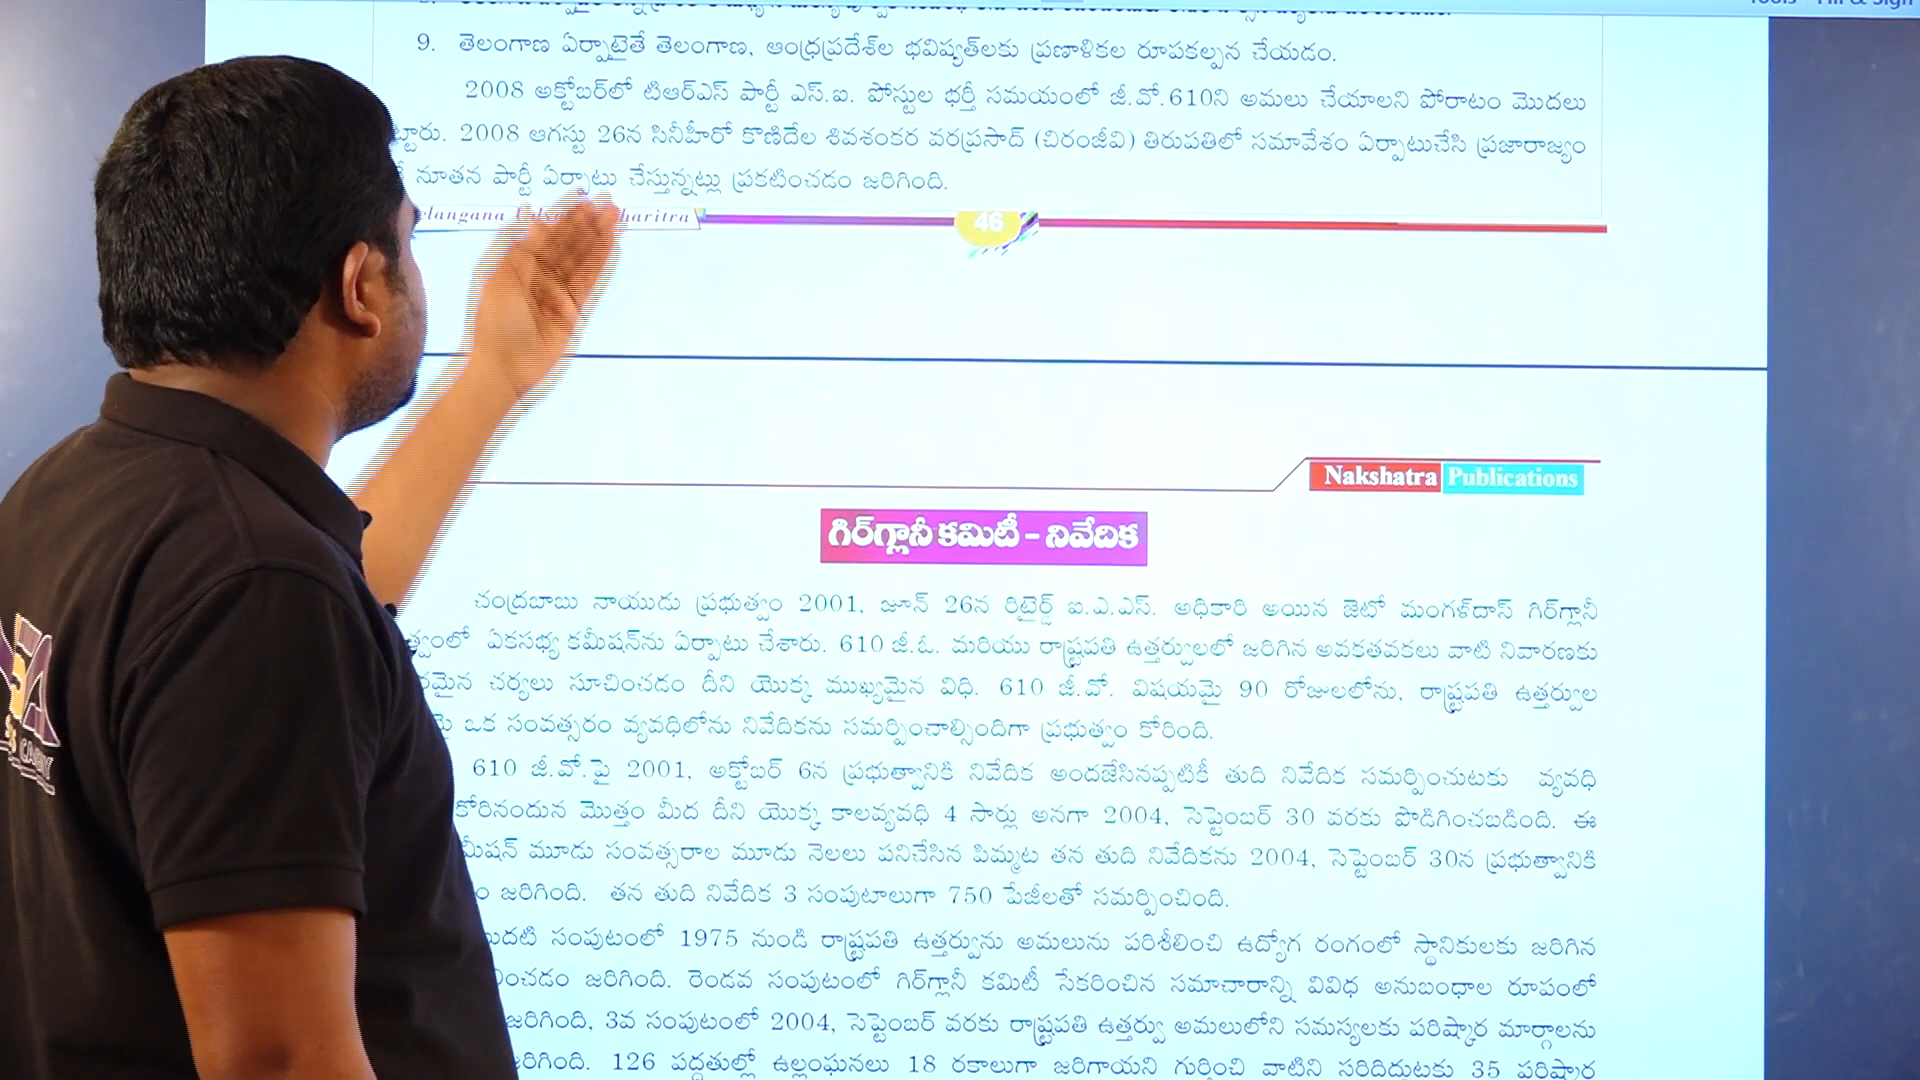 Tools Fill & Sign
9. తెలంగాణ ఏర్పాటైతే తెలంగాణ, ఆంధ్రప్రదేశ్‌ల భవిష్యత్‌లకు ప్రణాళికల రూపకల్పన చేయడం.
2008 అక్టోబర్‌లో టిఆర్ఎస్ పార్టీ ఎస్.ఐ. పోస్టుల భర్తీ సమయంలో జీ.వో.610ని అమలు చేయాలని పోరాటం మొదలు
ట్టారు. 2008 ఆగస్టు 26న సినీహీరో కొణిదేల శివశంకర వరప్రసాద్ (చిరంజీవి) తిరుపతిలో సమావేశం ఏర్పాటుచేసి ప్రజారాజ్యం
నూతన పార్టీ ఏర్పాటు చేస్తున్నట్లు ప్రకటించడం జరిగింది.
elangana haritra
46
Nakshatra Publications
గిర్‌గ్లానీ కమిటీ - నివేదిక
చంద్రబాబు నాయుడు ప్రభుత్వం 2001, జూన్ 26న రిటైర్డ్ ఐ.ఎ.ఎస్. అధికారి అయిన జెటో మంగళ్‌దాస్ గిర్‌గ్లానీ
త్వంలో ఏకసభ్య కమీషన్‌ను ఏర్పాటు చేశారు. 610 జీ.ఓ. మరియు రాష్ట్రపతి ఉత్తర్వులలో జరిగిన అవకతవకలు వాటి నివారణకు
రమైన చర్యలు సూచించడం దీని యొక్క ముఖ్యమైన విధి. 610 జీ.వో. విషయమై 90 రోజులలోను, రాష్ట్రపతి ఉత్తర్వుల
మై ఒక సంవత్సరం వ్యవధిలోను నివేదికను సమర్పించాల్సిందిగా ప్రభుత్వం కోరింది.
610 జీ.వో.పై 2001, అక్టోబర్ 6న ప్రభుత్వానికి నివేదిక అందజేసినప్పటికీ తుది నివేదిక సమర్పించుటకు వ్యవధి
కోరినందున మొత్తం మీద దీని యొక్క కాలవ్యవధి 4 సార్లు అనగా 2004, సెప్టెంబర్ 30 వరకు పొడిగించబడింది. ఈ
మీషన్ మూడు సంవత్సరాల మూడు నెలలు పనిచేసిన పిమ్మట తన తుది నివేదికను 2004, సెప్టెంబర్ 30న ప్రభుత్వానికి
ం జరిగింది. తన తుది నివేదిక 3 సంపుటాలుగా 750 పేజీలతో సమర్పించింది.
ుదటి సంపుటంలో 1975 నుండి రాష్ట్రపతి ఉత్తర్వును అమలును పరిశీలించి ఉద్యోగ రంగంలో స్థానికులకు జరిగిన
ించడం జరిగింది. రెండవ సంపుటంలో గిర్‌గ్లానీ కమిటీ సేకరించిన సమాచారాన్ని వివిధ అనుబంధాల రూపంలో
జరిగింది, 3వ సంపుటంలో 2004, సెప్టెంబర్ వరకు రాష్ట్రపతి ఉత్తర్వు అమలులోని సమస్యలకు పరిష్కార మార్గాలను
రిగింది. 126 పద్ధతుల్లో ఉల్లంఘనలు 18 రకాలుగా జరిగాయని గుర్తించి వాటిని సరిదిద్దుటకు 35 పరిష్కార